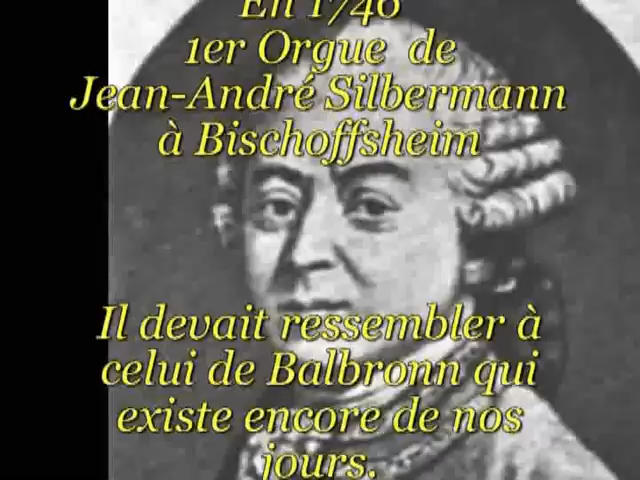 En 1746
1er Orgue de
Jean-André Silbermann
à Bischoffsheim
Il devait ressembler à
celui de Balbronn qui
existe encore de nos
jours.